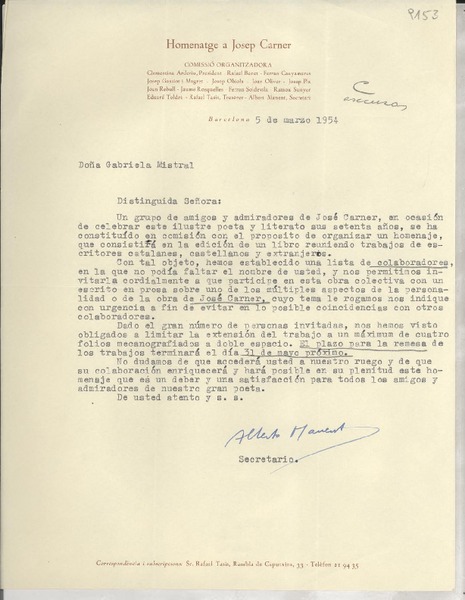 9153
Homenatge a Josep Carner
COMISSIÓ ORGANITZADORA
Clementina Arderiu, President · Rafael Benet · Ferran Canyameres
Josep Granier i Magrer · Josep Obiols · Joan Oliver · Josep Pla
Joan Rebull · Jaume Rosquelles · Ferran Soldevila · Ramon Sunyer
Eduard Toldrà · Rafael Tasis, Tresorer · Albert Manent, Secretari
C
excusas
Barcelona 5 de marzo 1954
Doña Gabriela Mistral
Distinguida Señora:
Un grupo de amigos y admiradores de José Carner, en ocasión
de celebrar este ilustre poeta y literato sus setenta años, se ha
constituído en comisión con el proposito de organizar un homenaje,
que consistirá en la edición de un libro reuniendo trabajos de es-
critores catalanes, castellanos y extranjeros.
Con tal objeto, hemos establecido una lista de colaboradores,
en la que no podía faltar el nombre de usted, y nos permitimos in-
vitarla cordialmente a que participe en esta obra colectiva con un
escrito en prosa sobre uno de los múltiples aspectos de la persona-
lidad o de la obra de José Carner, cuyo tema le rogamos nos indique
con urgencia a fin de evitar en lo posible coincidencias con otros
colaboradores.
Dado el gran número de personas invitadas, nos hemos visto
obligados a limitar la extensión del trabajo a un máximum de cuatro
folios mecanografiados a doble espacio. El plazo para la remesa de
los trabajos terminará el día 31 de mayo próximo.
No dudamos de que accederá usted a nuestro ruego y de que
su colaboración enriquecerá y hará posible en su plenitud este ho-
menaje que es un deber y una satisfacción para todos los amigos y
admiradores de nuestro gran poeta.
De usted atento y s. s.
Alberto Manent
Secretario.
Correspondència i subscripcions: Sr. Rafael Tasis, Rambla de Caputxins, 33 - Telèfon 21 94 35